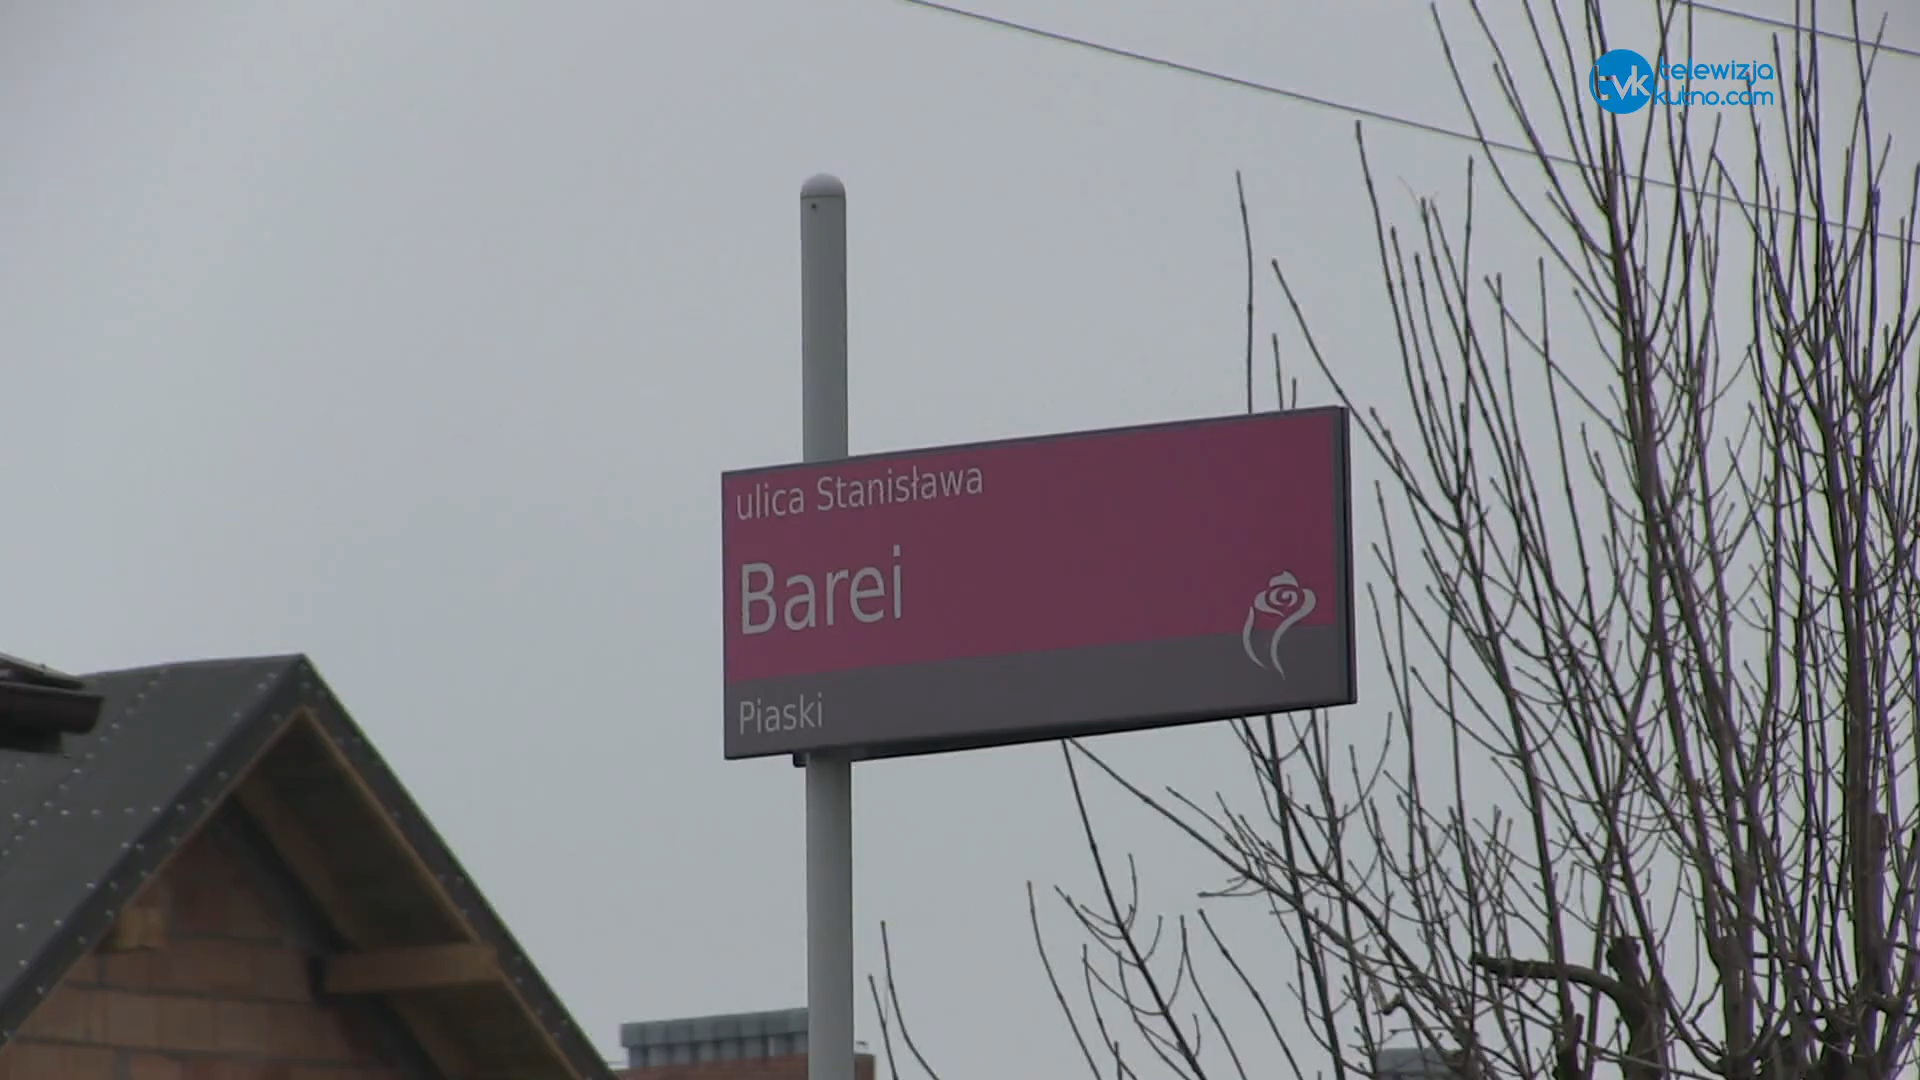 tvk telewizja
kutno.com
ulica Stanisława
Barei
Piaski